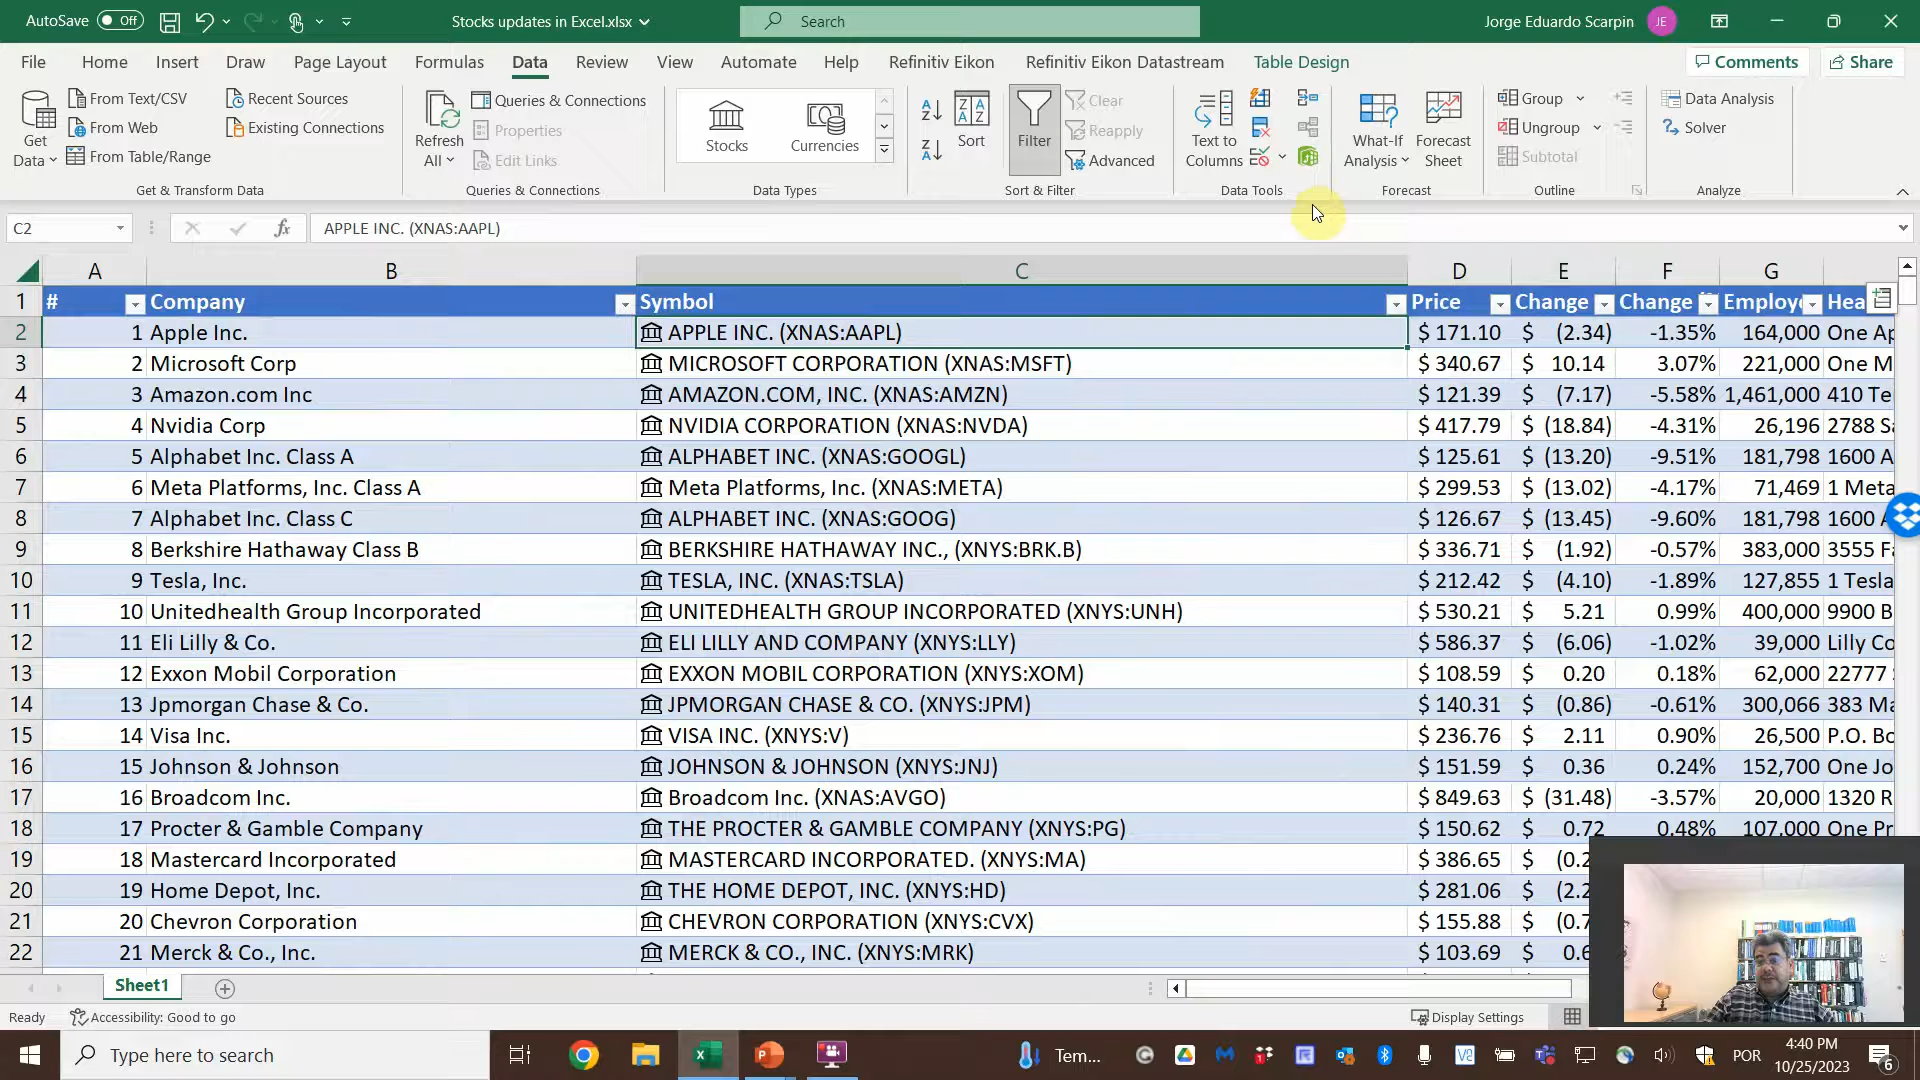 AutoSave Off Stocks updates in Excel.xlsx Search Jorge Eduardo Scarpin JE
File Home Insert Draw Page Layout Formulas Data Review View Automate Help Refinitiv Eikon Refinitiv Eikon Datastream Table Design Comments Share
Get Data
From Text/CSV
From Web
From Table/Range
Recent Sources
Existing Connections
Get & Transform Data
Refresh All
Queries & Connections
Properties
Edit Links
Queries & Connections
Stocks
Currencies
Data Types
Sort
Filter
Clear
Reapply
Advanced
Sort & Filter
Text to Columns
Data Tools
What-If Analysis
Forecast Sheet
Forecast
Group
Ungroup
Subtotal
Outline
Data Analysis
Solver
Analyze
C2 fx APPLE INC. (XNAS:AAPL)
A B C D E F G
1 # Company Symbol Price Change Change Employe Hea
2 1 Apple Inc. APPLE INC. (XNAS:AAPL) $ 171.10 $ (2.34) -1.35% 164,000 One Ap
3 2 Microsoft Corp MICROSOFT CORPORATION (XNAS:MSFT) $ 340.67 $ 10.14 3.07% 221,000 One M
4 3 Amazon.com Inc AMAZON.COM, INC. (XNAS:AMZN) $ 121.39 $ (7.17) -5.58% 1,461,000 410 Te
5 4 Nvidia Corp NVIDIA CORPORATION (XNAS:NVDA) $ 417.79 $ (18.84) -4.31% 26,196 2788 Sa
6 5 Alphabet Inc. Class A ALPHABET INC. (XNAS:GOOGL) $ 125.61 $ (13.20) -9.51% 181,798 1600 A
7 6 Meta Platforms, Inc. Class A Meta Platforms, Inc. (XNAS:META) $ 299.53 $ (13.02) -4.17% 71,469 1 Meta
8 7 Alphabet Inc. Class C ALPHABET INC. (XNAS:GOOG) $ 126.67 $ (13.45) -9.60% 181,798 1600 A
9 8 Berkshire Hathaway Class B BERKSHIRE HATHAWAY INC., (XNYS:BRK.B) $ 336.71 $ (1.92) -0.57% 383,000 3555 Fa
10 9 Tesla, Inc. TESLA, INC. (XNAS:TSLA) $ 212.42 $ (4.10) -1.89% 127,855 1 Tesla
11 10 Unitedhealth Group Incorporated UNITEDHEALTH GROUP INCORPORATED (XNYS:UNH) $ 530.21 $ 5.21 0.99% 400,000 9900 B
12 11 Eli Lilly & Co. ELI LILLY AND COMPANY (XNYS:LLY) $ 586.37 $ (6.06) -1.02% 39,000 Lilly Co
13 12 Exxon Mobil Corporation EXXON MOBIL CORPORATION (XNYS:XOM) $ 108.59 $ 0.20 0.18% 62,000 22777
14 13 Jpmorgan Chase & Co. JPMORGAN CHASE & CO. (XNYS:JPM) $ 140.31 $ (0.86) -0.61% 300,066 383 Ma
15 14 Visa Inc. VISA INC. (XNYS:V) $ 236.76 $ 2.11 0.90% 26,500 P.O. Bo
16 15 Johnson & Johnson JOHNSON & JOHNSON (XNYS:JNJ) $ 151.59 $ 0.36 0.24% 152,700 One Jo
17 16 Broadcom Inc. Broadcom Inc. (XNAS:AVGO) $ 849.63 $ (31.48) -3.57% 20,000 1320 R
18 17 Procter & Gamble Company THE PROCTER & GAMBLE COMPANY (XNYS:PG) $ 150.62 $ 0.72 0.48% 107,000 One Pr
19 18 Mastercard Incorporated MASTERCARD INCORPORATED. (XNYS:MA) $ 386.65 $ (0.2
20 19 Home Depot, Inc. THE HOME DEPOT, INC. (XNYS:HD) $ 281.06 $ (2.2
21 20 Chevron Corporation CHEVRON CORPORATION (XNYS:CVX) $ 155.88 $ (0.7
22 21 Merck & Co., Inc. MERCK & CO., INC. (XNYS:MRK) $ 103.69 $ 0.6
Sheet1
Ready Accessibility: Good to go Display Settings
Type here to search Tem... POR 4:40 PM
10/25/2023 6